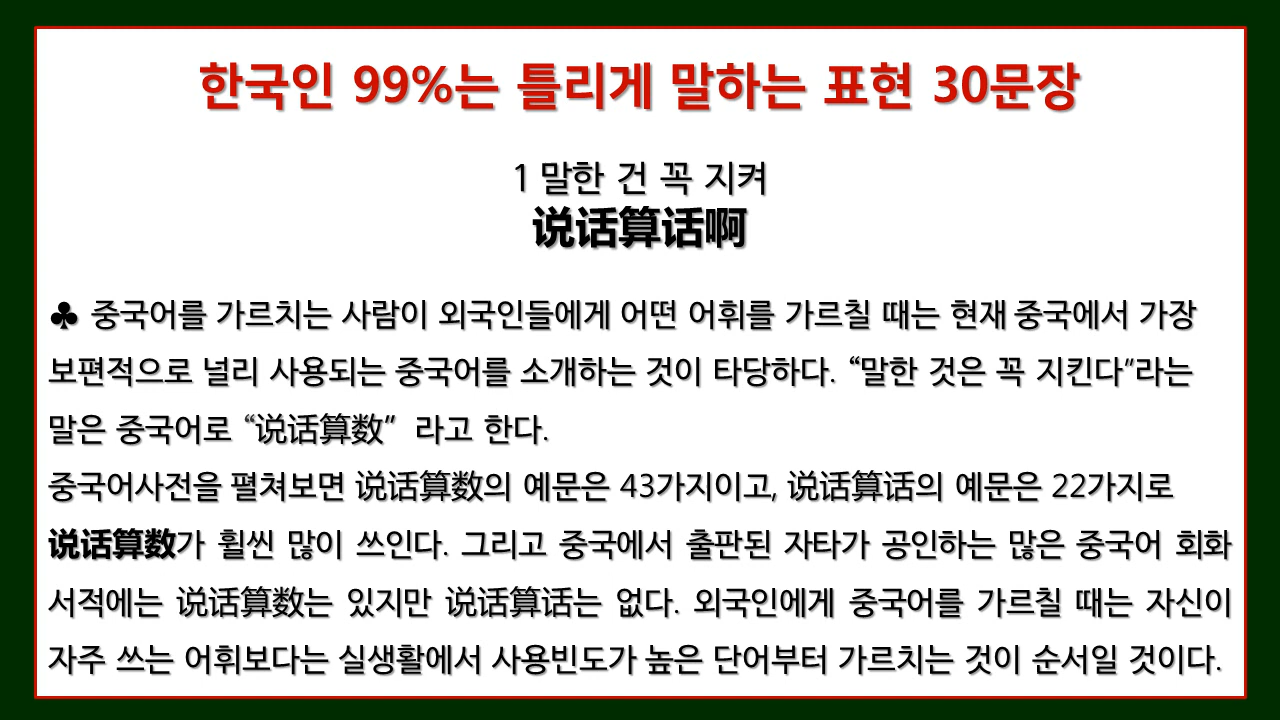 한국인 99%는 틀리게 말하는 표현 30문장
1 말한 건 꼭 지켜
说话算话啊
♣ 중국어를 가르치는 사람이 외국인들에게 어떤 어휘를 가르칠 때는 현재 중국에서 가장
보편적으로 널리 사용되는 중국어를 소개하는 것이 타당하다. “말한 것은 꼭 지킨다”라는
말은 중국어로 “说话算数” 라고 한다.
중국어사전을 펼쳐보면 说话算数의 예문은 43가지이고, 说话算话의 예문은 22가지로
说话算数가 훨씬 많이 쓰인다. 그리고 중국에서 출판된 자타가 공인하는 많은 중국어 회화
서적에는 说话算数는 있지만 说话算话는 없다. 외국인에게 중국어를 가르칠 때는 자신이
자주 쓰는 어휘보다는 실생활에서 사용빈도가 높은 단어부터 가르치는 것이 순서일 것이다.